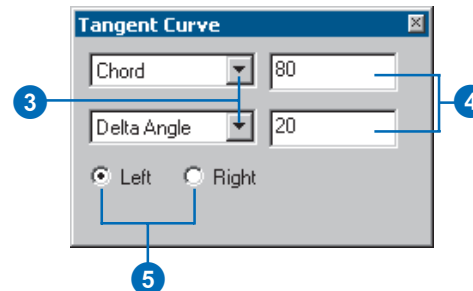 Tangent Curve
Chord 80
3
4
Delta Angle 20
Left Right
5